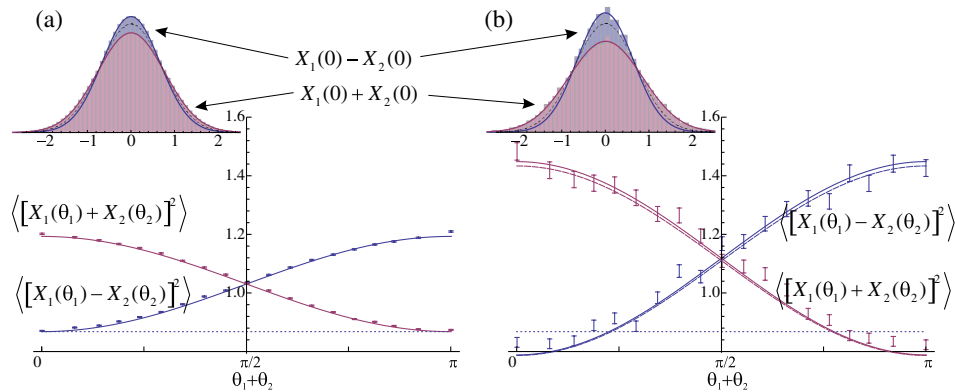 (a)
X₁(0) − X₂(0)
X₁(0) + X₂(0)
(b)
−2 −1 0 1 2
−2 −1 0 1 2
1.6
1.4
1.2
1.0
1.6
1.4
1.2
1.0
⟨[X₁(θ₁) + X₂(θ₂)]²⟩
⟨[X₁(θ₁) − X₂(θ₂)]²⟩
⟨[X₁(θ₁) − X₂(θ₂)]²⟩
⟨[X₁(θ₁) + X₂(θ₂)]²⟩
0 π/2 π
θ₁+θ₂
0 π/2 π
θ₁+θ₂